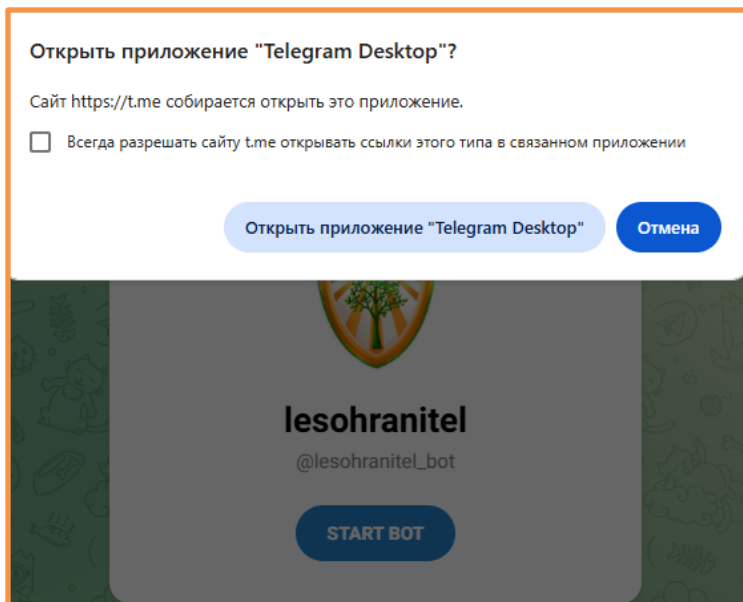 Открыть приложение "Telegram Desktop"?
Сайт https://t.me собирается открыть это приложение.
Всегда разрешать сайту t.me открывать ссылки этого типа в связанном приложении
Открыть приложение "Telegram Desktop"
Отмена
lesohranitel
@lesohranitel_bot
START BOT